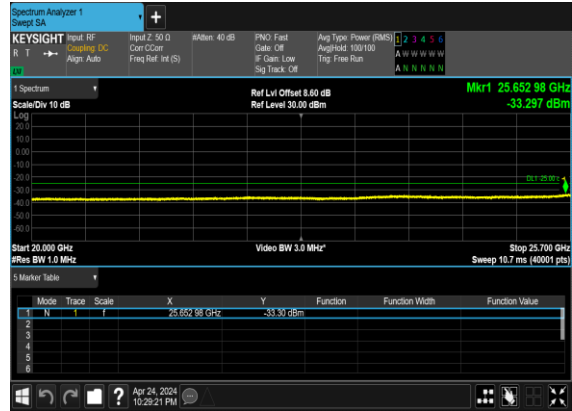 Spectrum Analyzer 1
Swept SA
KEYSIGHT Input: RF Input Z: 50 Ω #Atten: 40 dB PNO: Fast Avg Type: Power (RMS) 1 2 3 4 5 6
R T Coupling: DC Corr CCorr Gate: Off Avg|Hold: 100/100 A W W W W W
Align: Auto Freq Ref: Int (S) IF Gain: Low Trig: Free Run
Sig Track: Off A N N N N N
1 Spectrum Ref Lvl Offset 8.60 dB Mkr1 25.652 98 GHz
Scale/Div 10 dB Ref Level 30.00 dBm -33.297 dBm
Log
20.0
10.0
0.00
-10.0
-20.0
-30.0
-40.0
-50.0
-60.0
Start 20.000 GHz Video BW 3.0 MHz* Stop 25.700 GHz
#Res BW 1.0 MHz Sweep 10.7 ms (40001 pts)
5 Marker Table
Mode Trace Scale X Y Function Function Width Function Value
1 N 1 f 25.652 98 GHz -33.30 dBm
2
3
4
5
6
? Apr 24, 2024
10:29:21 PM